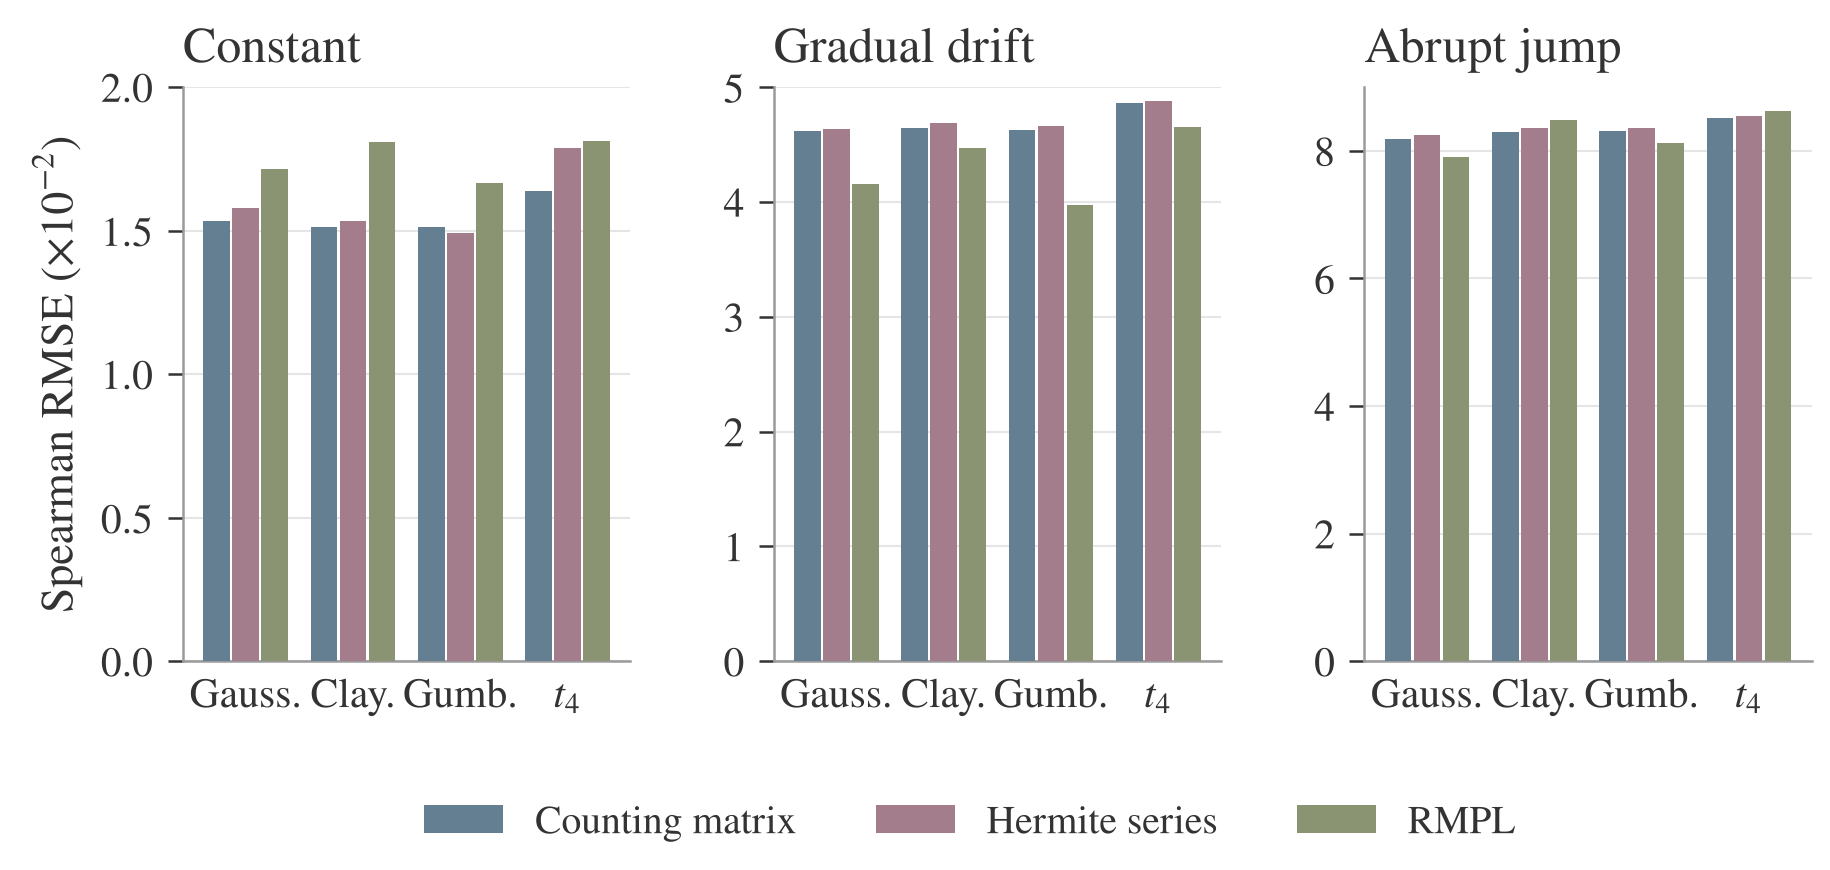 Constant
Gradual drift
Abrupt jump
Spearman RMSE (×10⁻²)
2.0
1.5
1.0
0.5
0.0
Gauss. Clay. Gumb. t₄
5
4
3
2
1
0
Gauss. Clay. Gumb. t₄
8
6
4
2
0
Gauss. Clay. Gumb. t₄
Counting matrix
Hermite series
RMPL